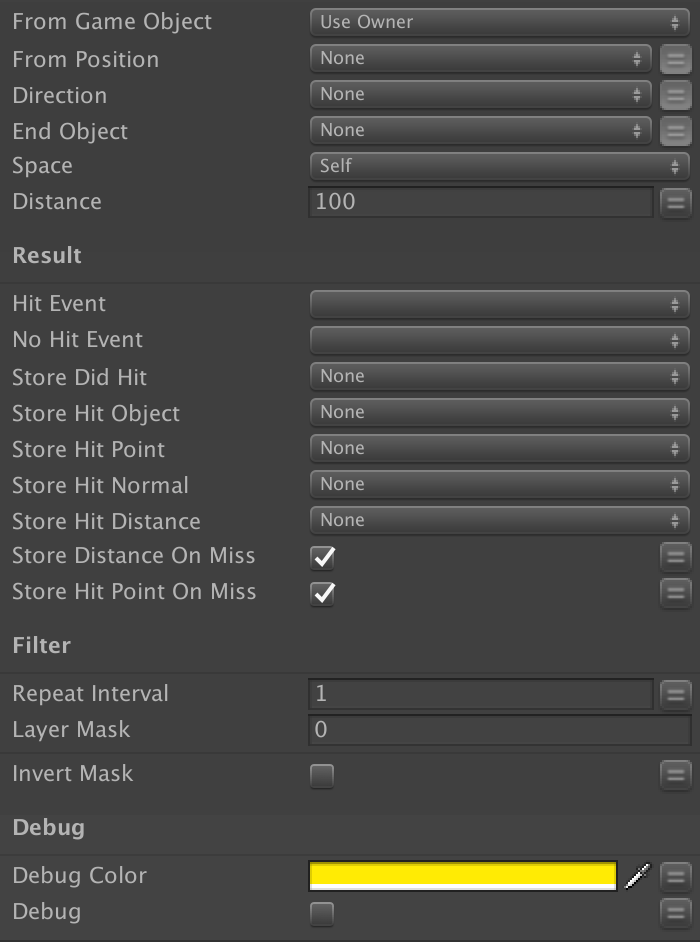 From Game Object Use Owner
From Position None
Direction None
End Object None
Space Self
Distance 100
Result
Hit Event
No Hit Event
Store Did Hit None
Store Hit Object None
Store Hit Point None
Store Hit Normal None
Store Hit Distance None
Store Distance On Miss
Store Hit Point On Miss
Filter
Repeat Interval 1
Layer Mask 0
Invert Mask
Debug
Debug Color
Debug